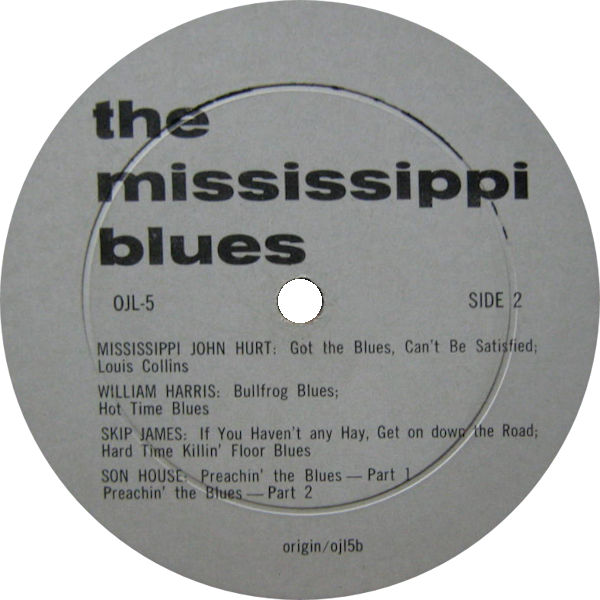 the
mississippi
blues
OJL-5 SIDE 2
MISSISSIPPI JOHN HURT: Got the Blues, Can't Be Satisfied;
Louis Collins
WILLIAM HARRIS: Bullfrog Blues;
Hot Time Blues
SKIP JAMES: If You Haven't any Hay, Get on down the Road;
Hard Time Killin' Floor Blues
SON HOUSE: Preachin' the Blues — Part 1
Preachin' the Blues — Part 2
origin/ojl5b